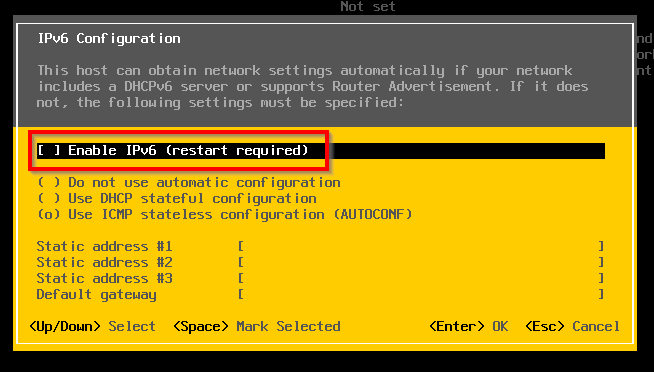 Not set
IPv6 Configuration
This host can obtain network settings automatically if your network
includes a DHCPv6 server or supports Router Advertisement. If it does
not, the following settings must be specified:
[ ] Enable IPv6 (restart required)
( ) Do not use automatic configuration
( ) Use DHCP stateful configuration
(o) Use ICMP stateless configuration (AUTOCONF)
Static address #1 [ ]
Static address #2 [ ]
Static address #3 [ ]
Default gateway [ ]
<Up/Down> Select <Space> Mark Selected <Enter> OK <Esc> Cancel